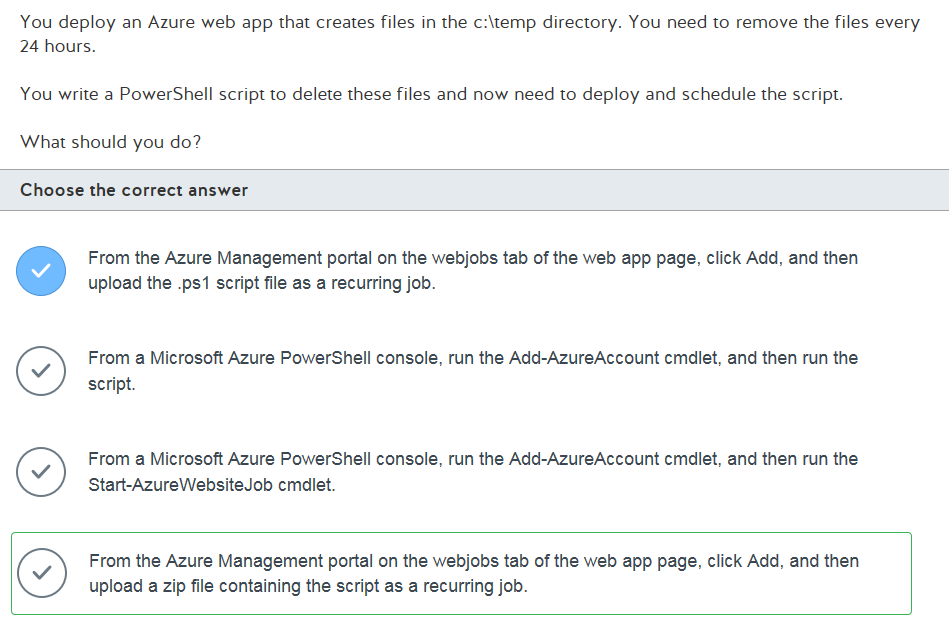 You deploy an Azure web app that creates files in the c:\temp directory. You need to remove the files every
24 hours.
You write a PowerShell script to delete these files and now need to deploy and schedule the script.
What should you do?
Choose the correct answer
From the Azure Management portal on the webjobs tab of the web app page, click Add, and then
upload the .ps1 script file as a recurring job.
From a Microsoft Azure PowerShell console, run the Add-AzureAccount cmdlet, and then run the
script.
From a Microsoft Azure PowerShell console, run the Add-AzureAccount cmdlet, and then run the
Start-AzureWebsiteJob cmdlet.
From the Azure Management portal on the webjobs tab of the web app page, click Add, and then
upload a zip file containing the script as a recurring job.